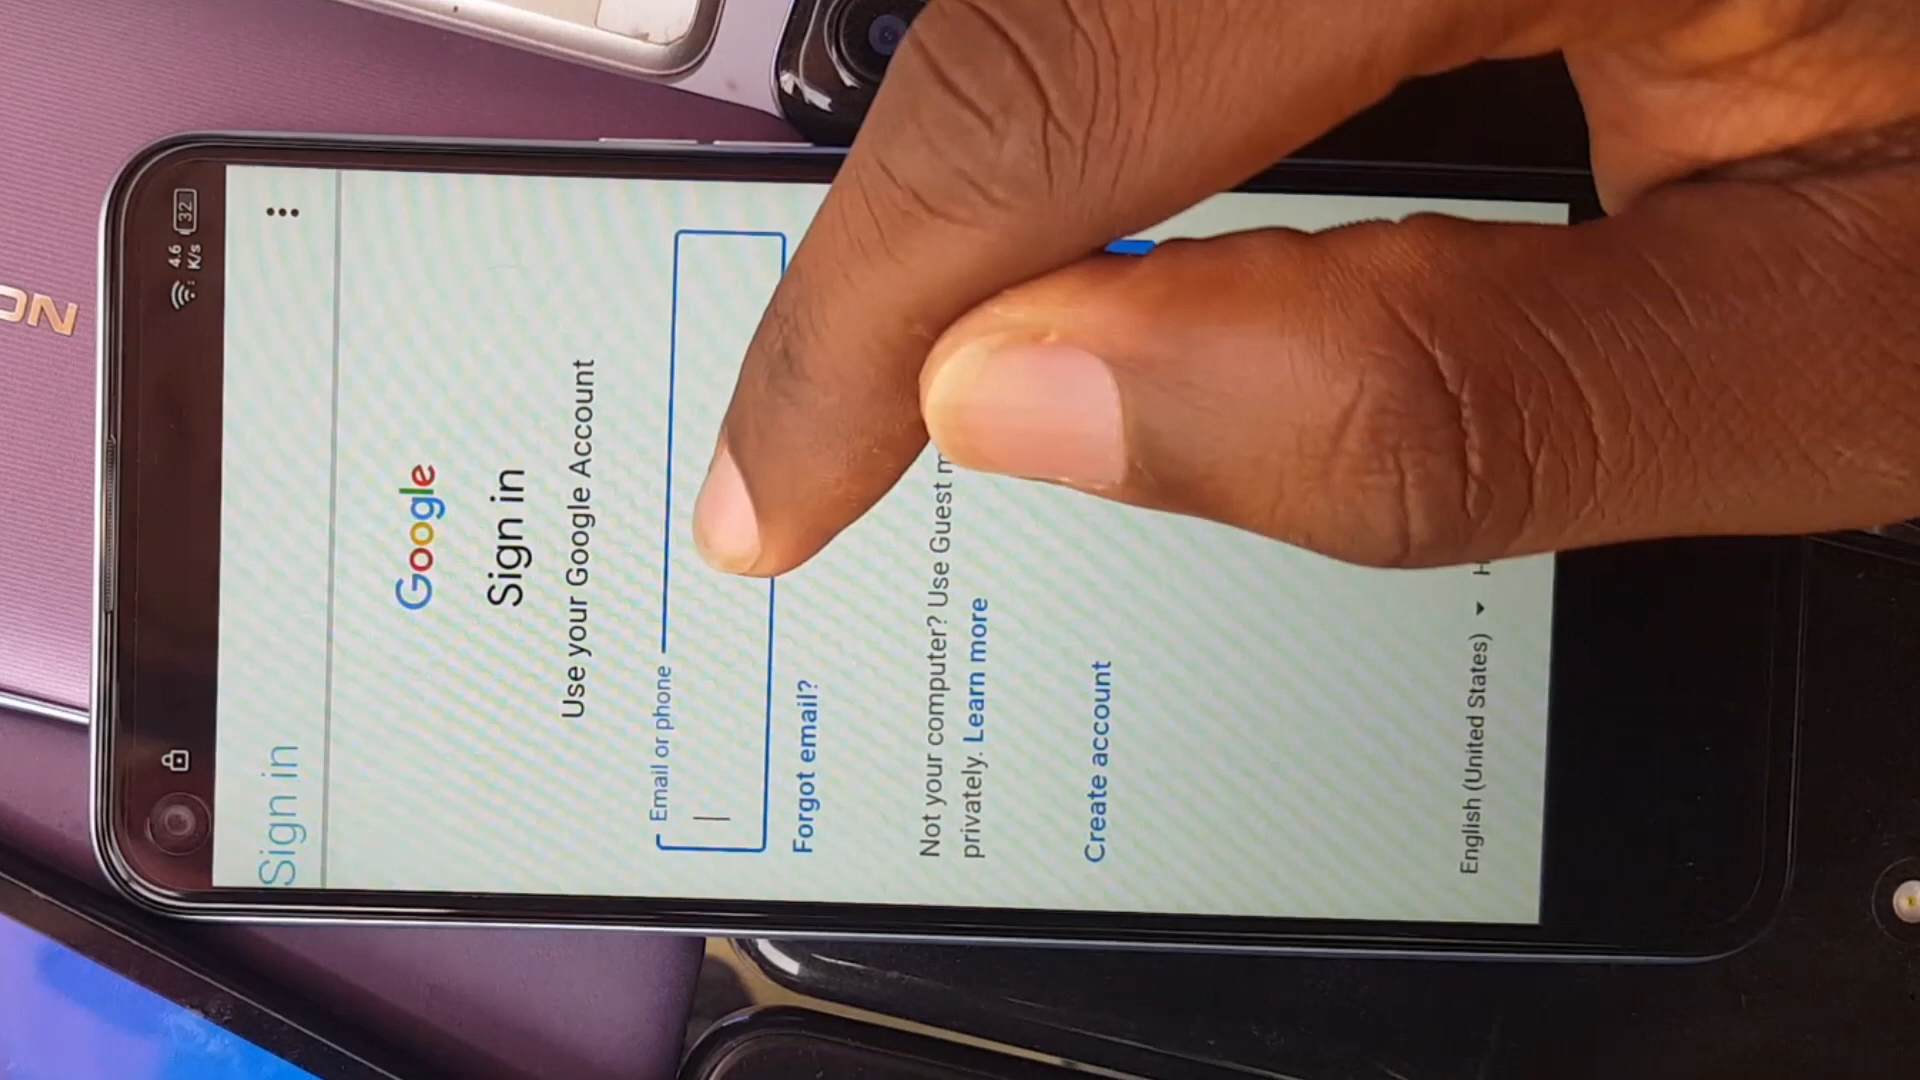 4.6
K/s
32
Sign in
Google
Sign in
Use your Google Account
Email or phone
Forgot email?
Not your computer? Use Guest
privately. Learn more
Create account
English (United States)
ON